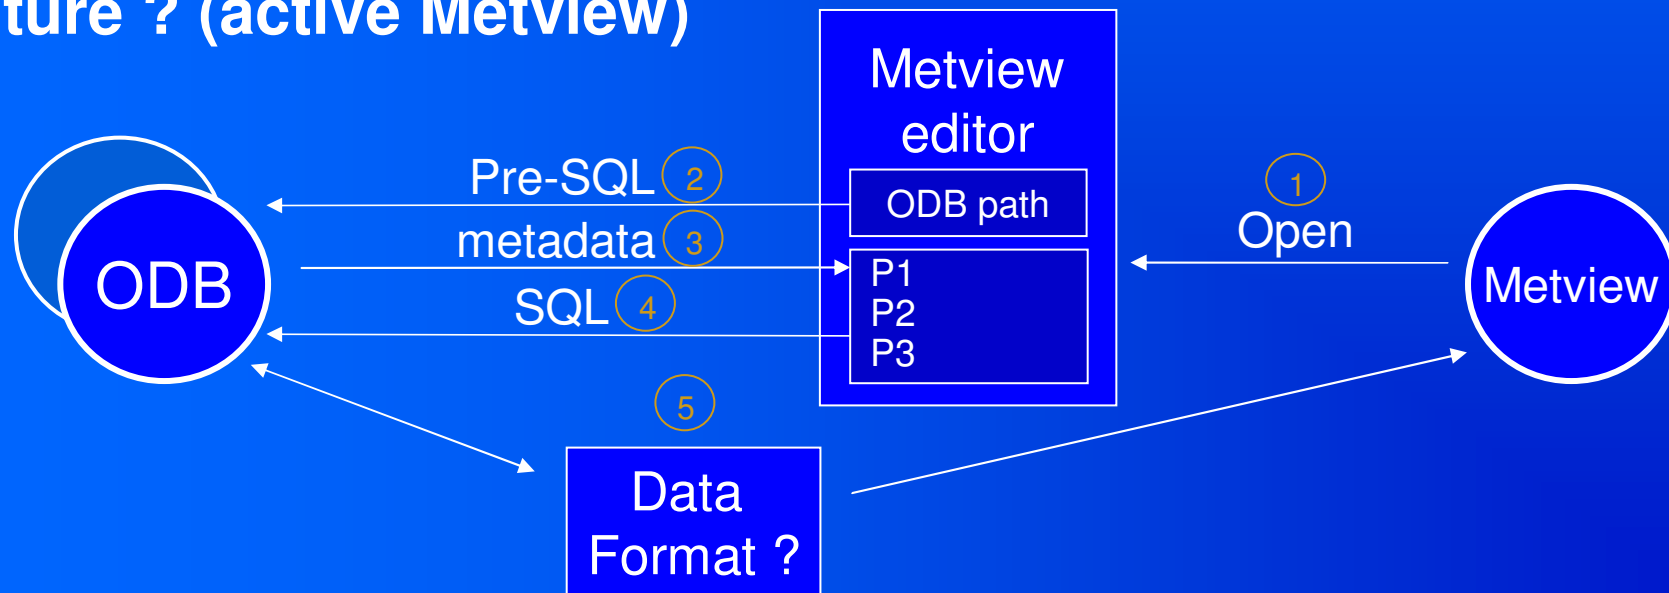 ture ? (active Metview)
Metview
editor
ODB path
P1
P2
P3
Pre-SQL 2
metadata 3
SQL 4
ODB
1
Open
Metview
5
Data
Format ?